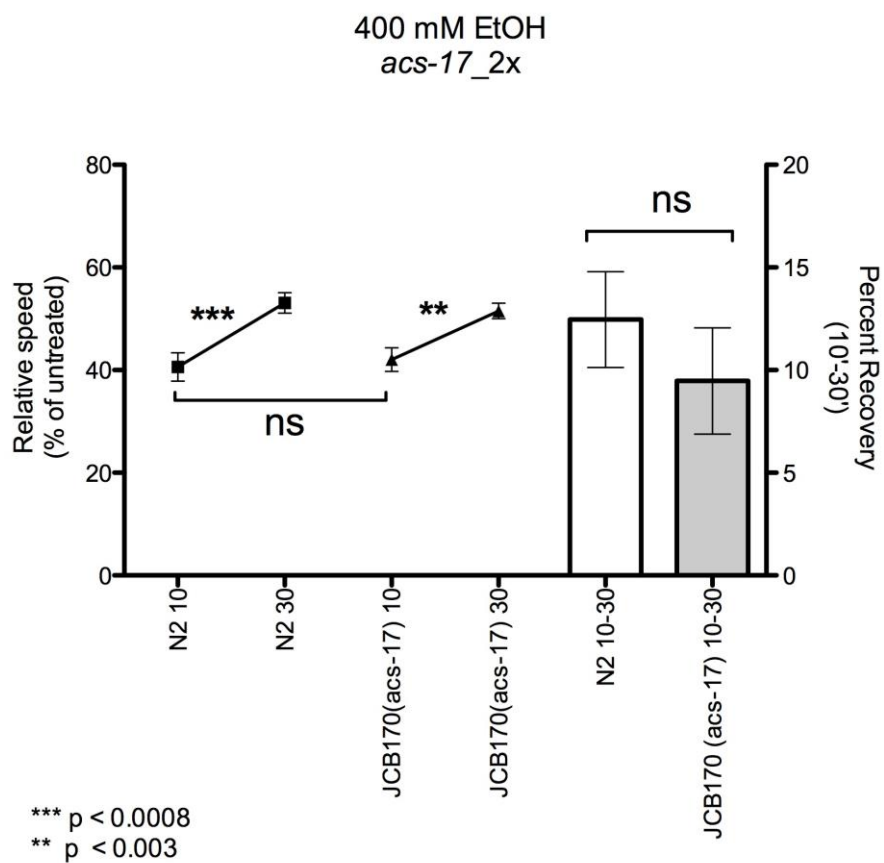 400 mM EtOH
acs-17_2x
80
60
40
20
0
Relative speed
(% of untreated)
***
ns
**
ns
20
15
10
5
0
Percent Recovery
(10'-30')
N2 10
N2 30
JCB170(acs-17) 10
JCB170(acs-17) 30
N2 10-30
JCB170 (acs-17) 10-30
*** p < 0.0008
** p < 0.003